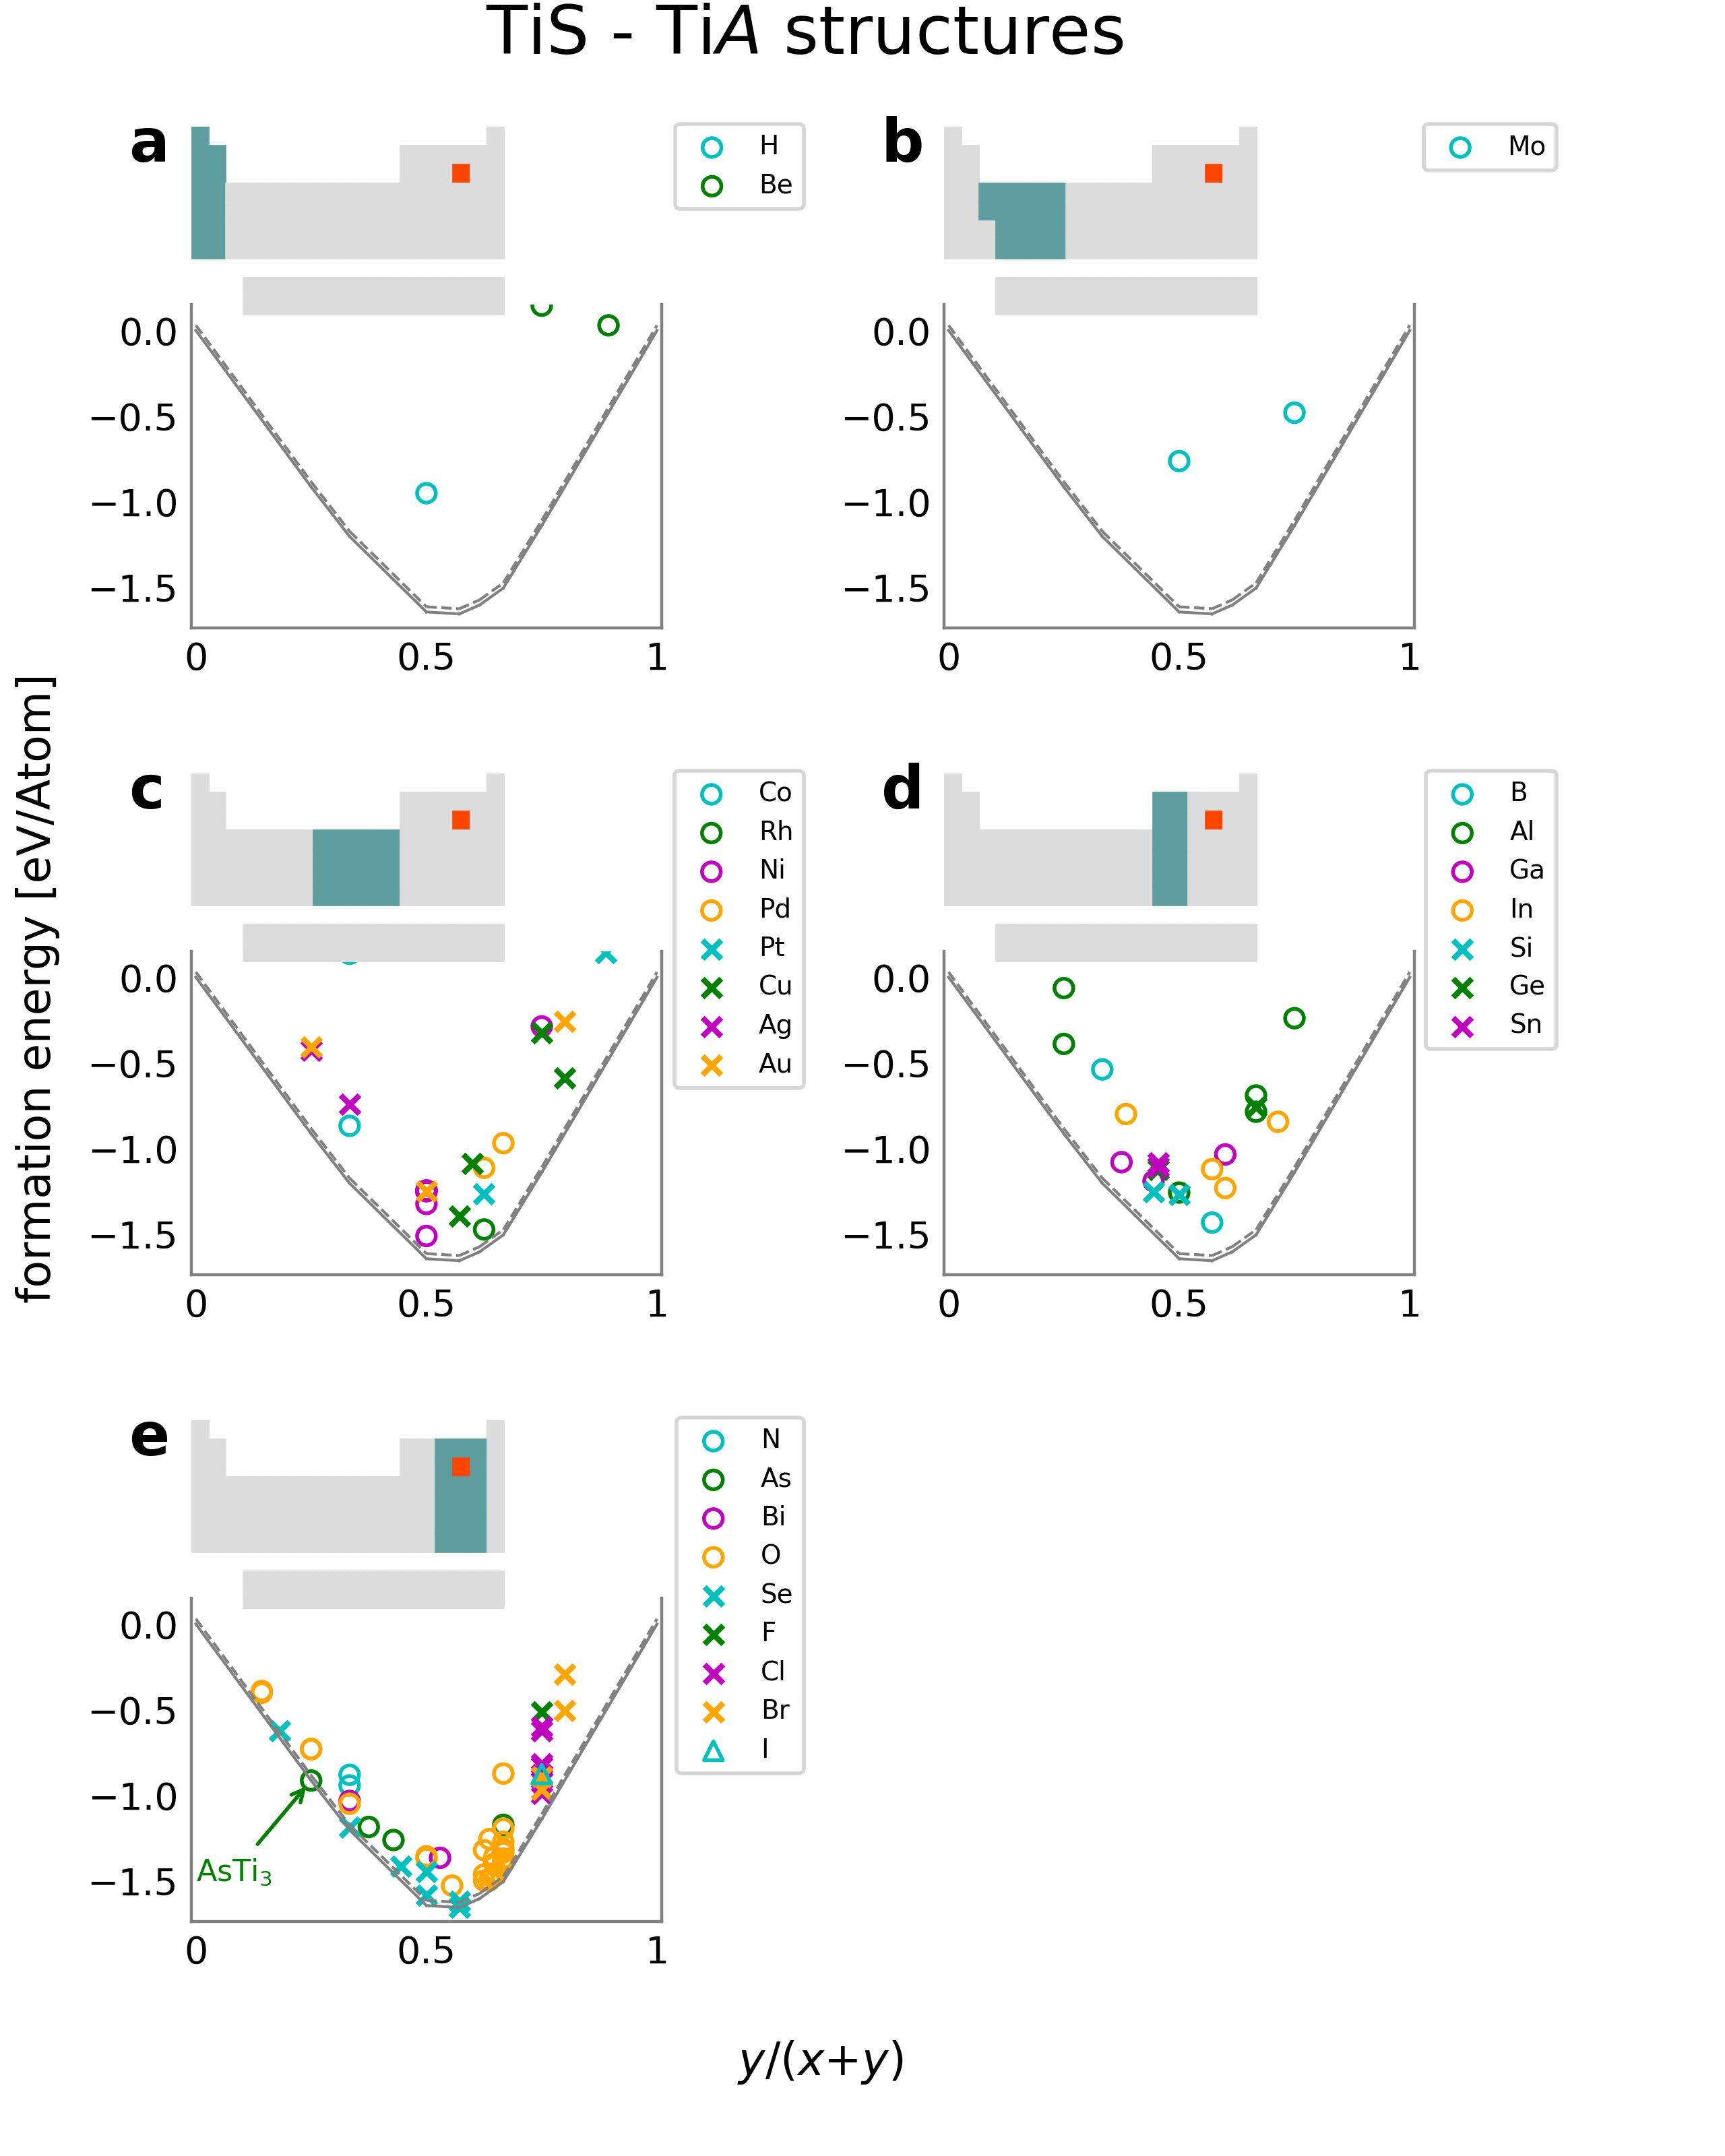 TiS - TiA structures
a
H
Be
0.0
−0.5
−1.0
−1.5
0 0.5 1
b
Mo
0.0
−0.5
−1.0
−1.5
0 0.5 1
formation energy [eV/Atom]
c
Co
Rh
Ni
Pd
Pt
Cu
Ag
Au
0.0
−0.5
−1.0
−1.5
0 0.5 1
d
B
Al
Ga
In
Si
Ge
Sn
0.0
−0.5
−1.0
−1.5
0 0.5 1
e
N
As
Bi
O
Se
F
Cl
Br
I
0.0
−0.5
−1.0
−1.5
AsTi₃
0 0.5 1
y/(x+y)